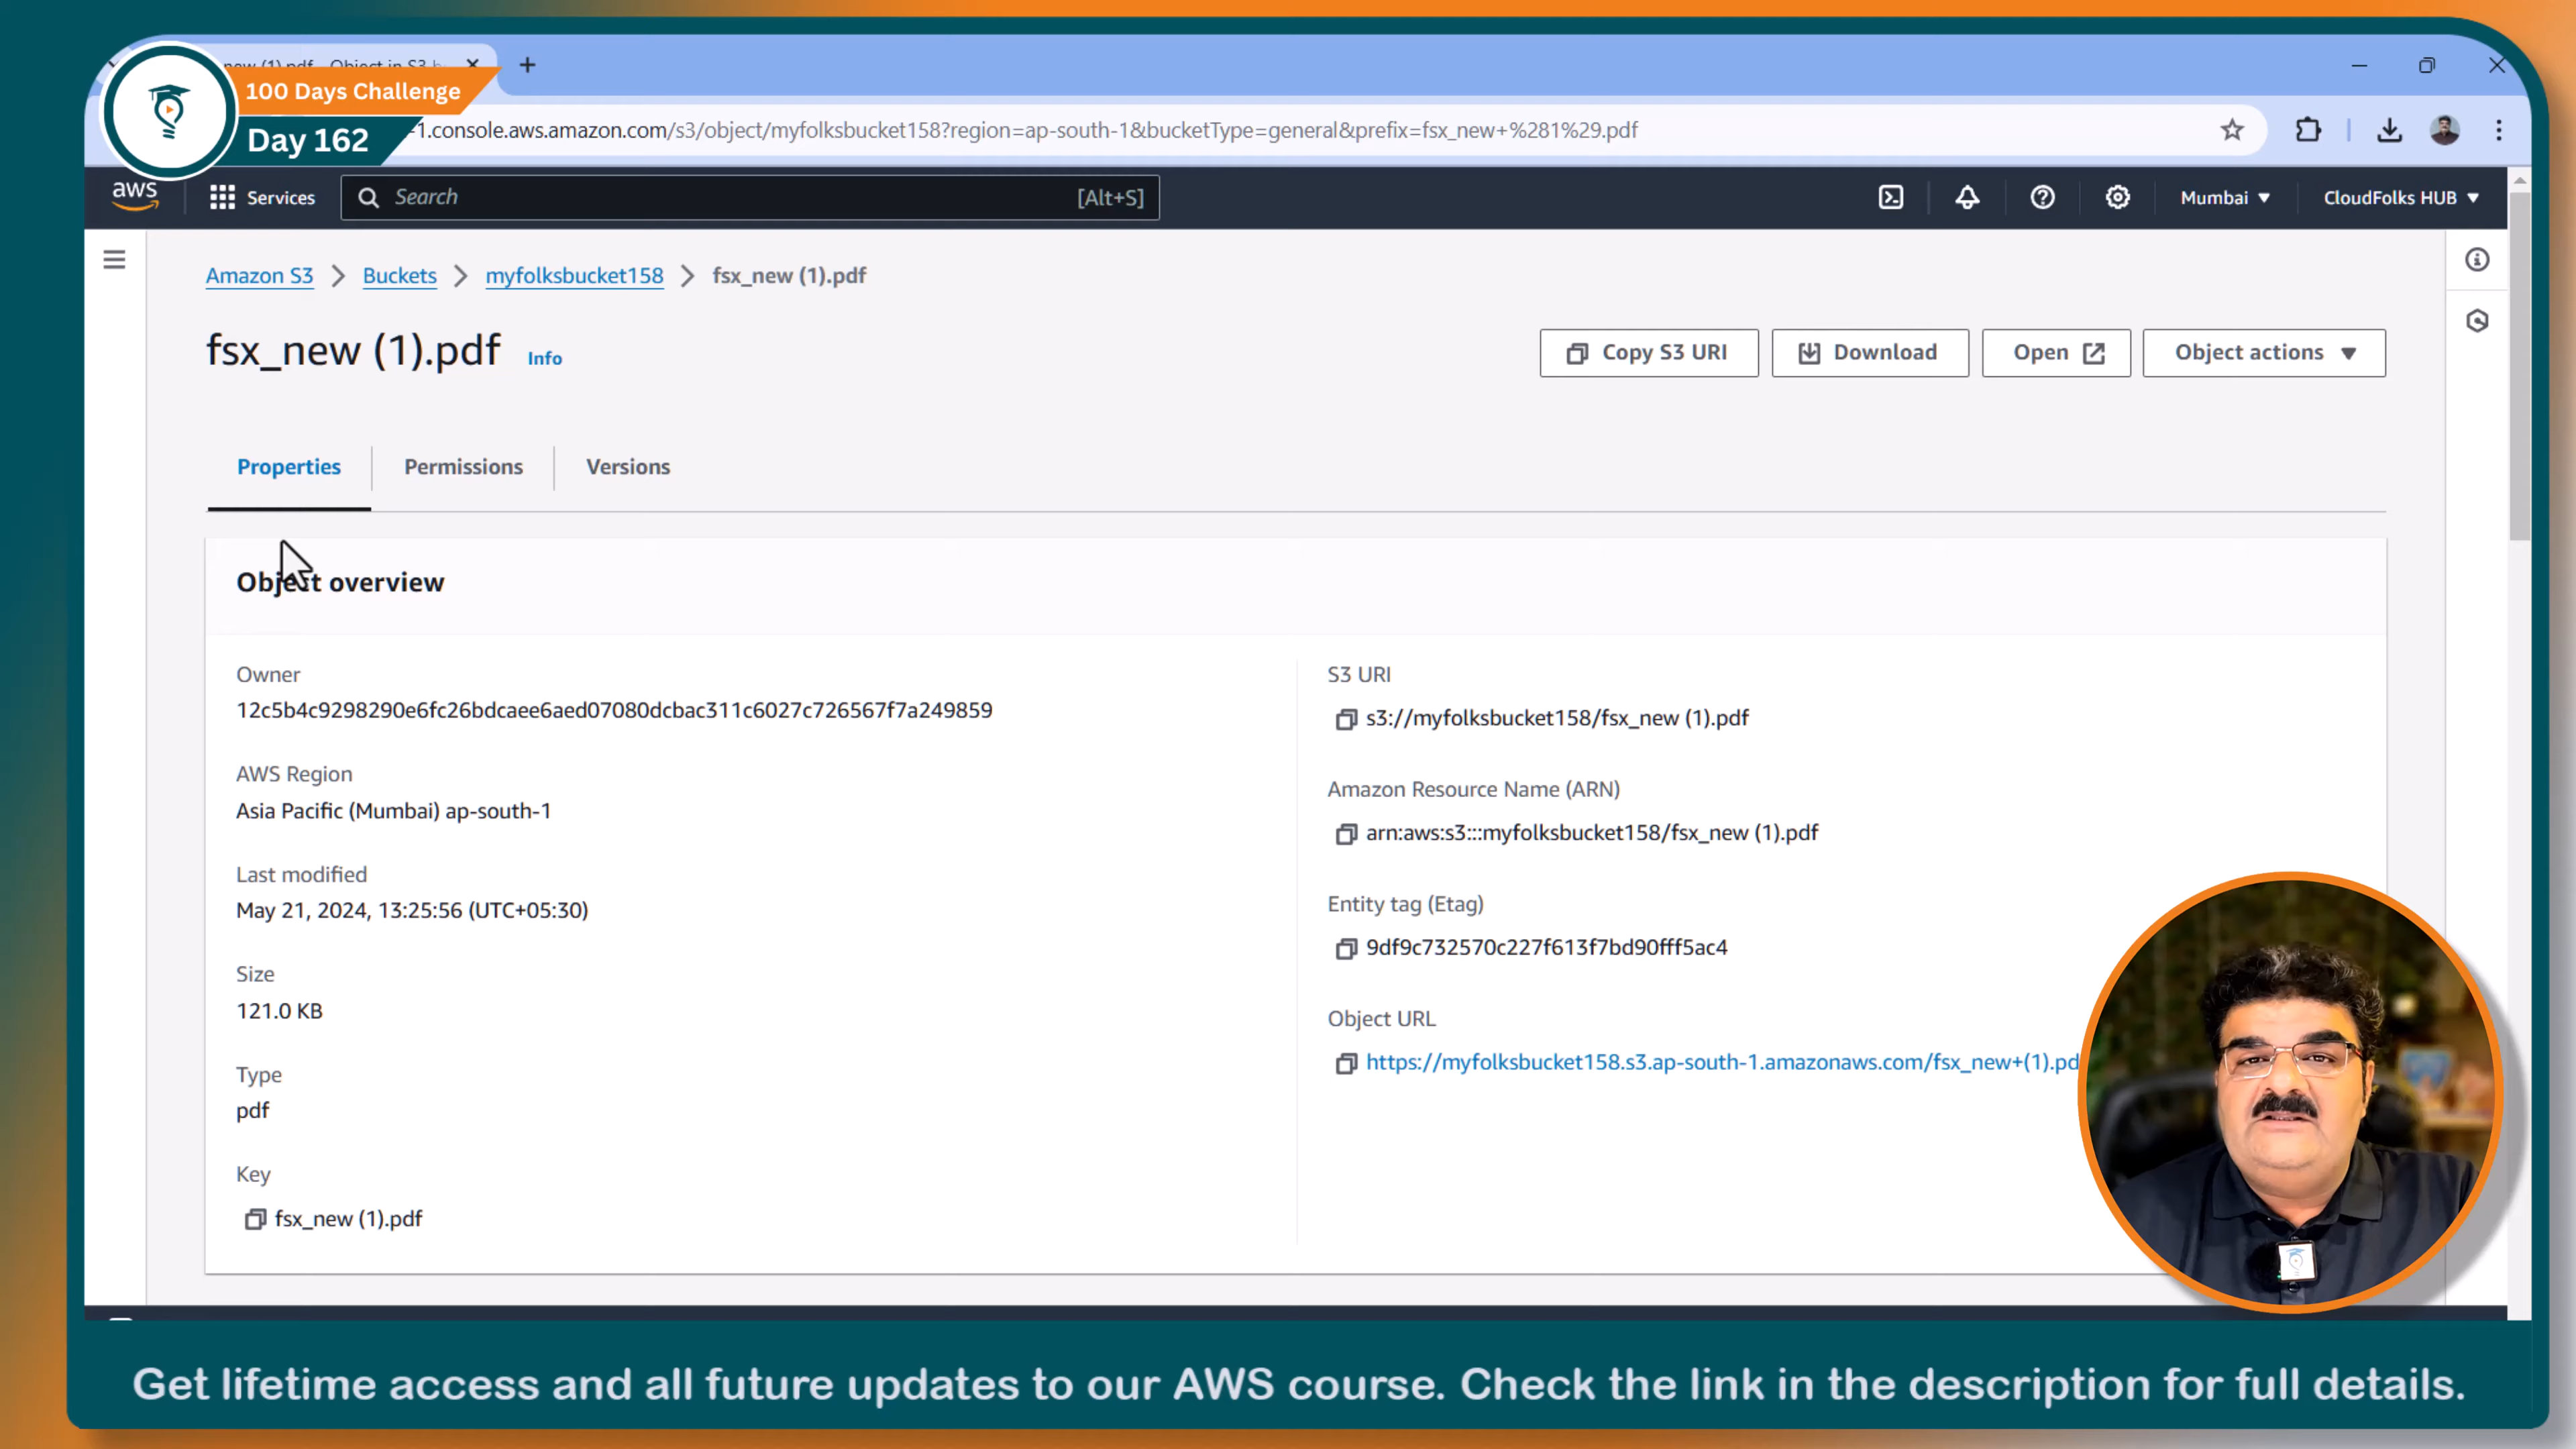 new (1).pdf - Object in S3 b
100 Days Challenge
Day 162
-1.console.aws.amazon.com/s3/object/myfolksbucket158?region=ap-south-1&bucketType=general&prefix=fsx_new+%281%29.pdf
aws
Services
Search
[Alt+S]
Mumbai
CloudFolks HUB
Amazon S3 > Buckets > myfolksbucket158 > fsx_new (1).pdf
fsx_new (1).pdf Info
Copy S3 URI
Download
Open
Object actions
Properties
Permissions
Versions
Object overview
Owner
12c5b4c9298290e6fc26bdcaee6aed07080dcbac311c6027c726567f7a249859
AWS Region
Asia Pacific (Mumbai) ap-south-1
Last modified
May 21, 2024, 13:25:56 (UTC+05:30)
Size
121.0 KB
Type
pdf
Key
fsx_new (1).pdf
S3 URI
s3://myfolksbucket158/fsx_new (1).pdf
Amazon Resource Name (ARN)
arn:aws:s3:::myfolksbucket158/fsx_new (1).pdf
Entity tag (Etag)
9df9c732570c227f613f7bd90fff5ac4
Object URL
https://myfolksbucket158.s3.ap-south-1.amazonaws.com/fsx_new+(1).pd
Get lifetime access and all future updates to our AWS course. Check the link in the description for full details.